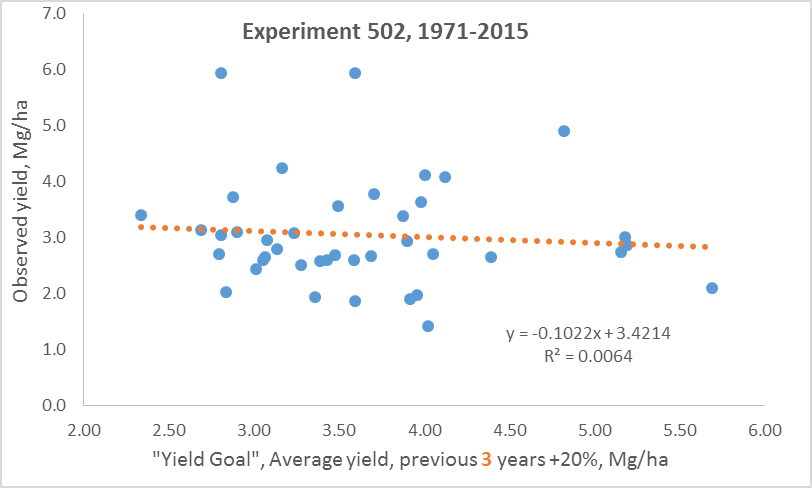 Experiment 502, 1971-2015
7.0
6.0
5.0
4.0
3.0
2.0
1.0
0.0
Observed yield, Mg/ha
y = -0.1022x + 3.4214
R² = 0.0064
2.00 2.50 3.00 3.50 4.00 4.50 5.00 5.50 6.00
"Yield Goal", Average yield, previous 3 years +20%, Mg/ha